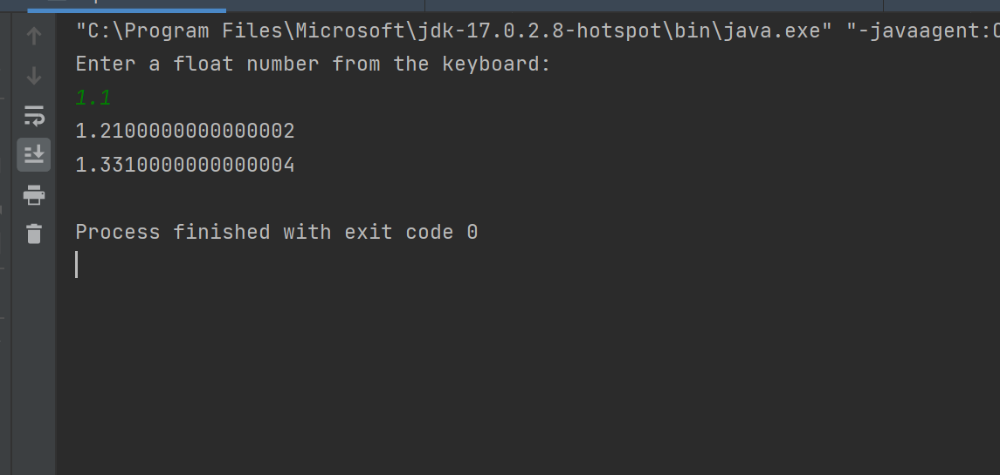 "C:\Program Files\Microsoft\jdk-17.0.2.8-hotspot\bin\java.exe" "-javaagent:C
Enter a float number from the keyboard:
1.1
1.2100000000000002
1.3310000000000004
Process finished with exit code 0